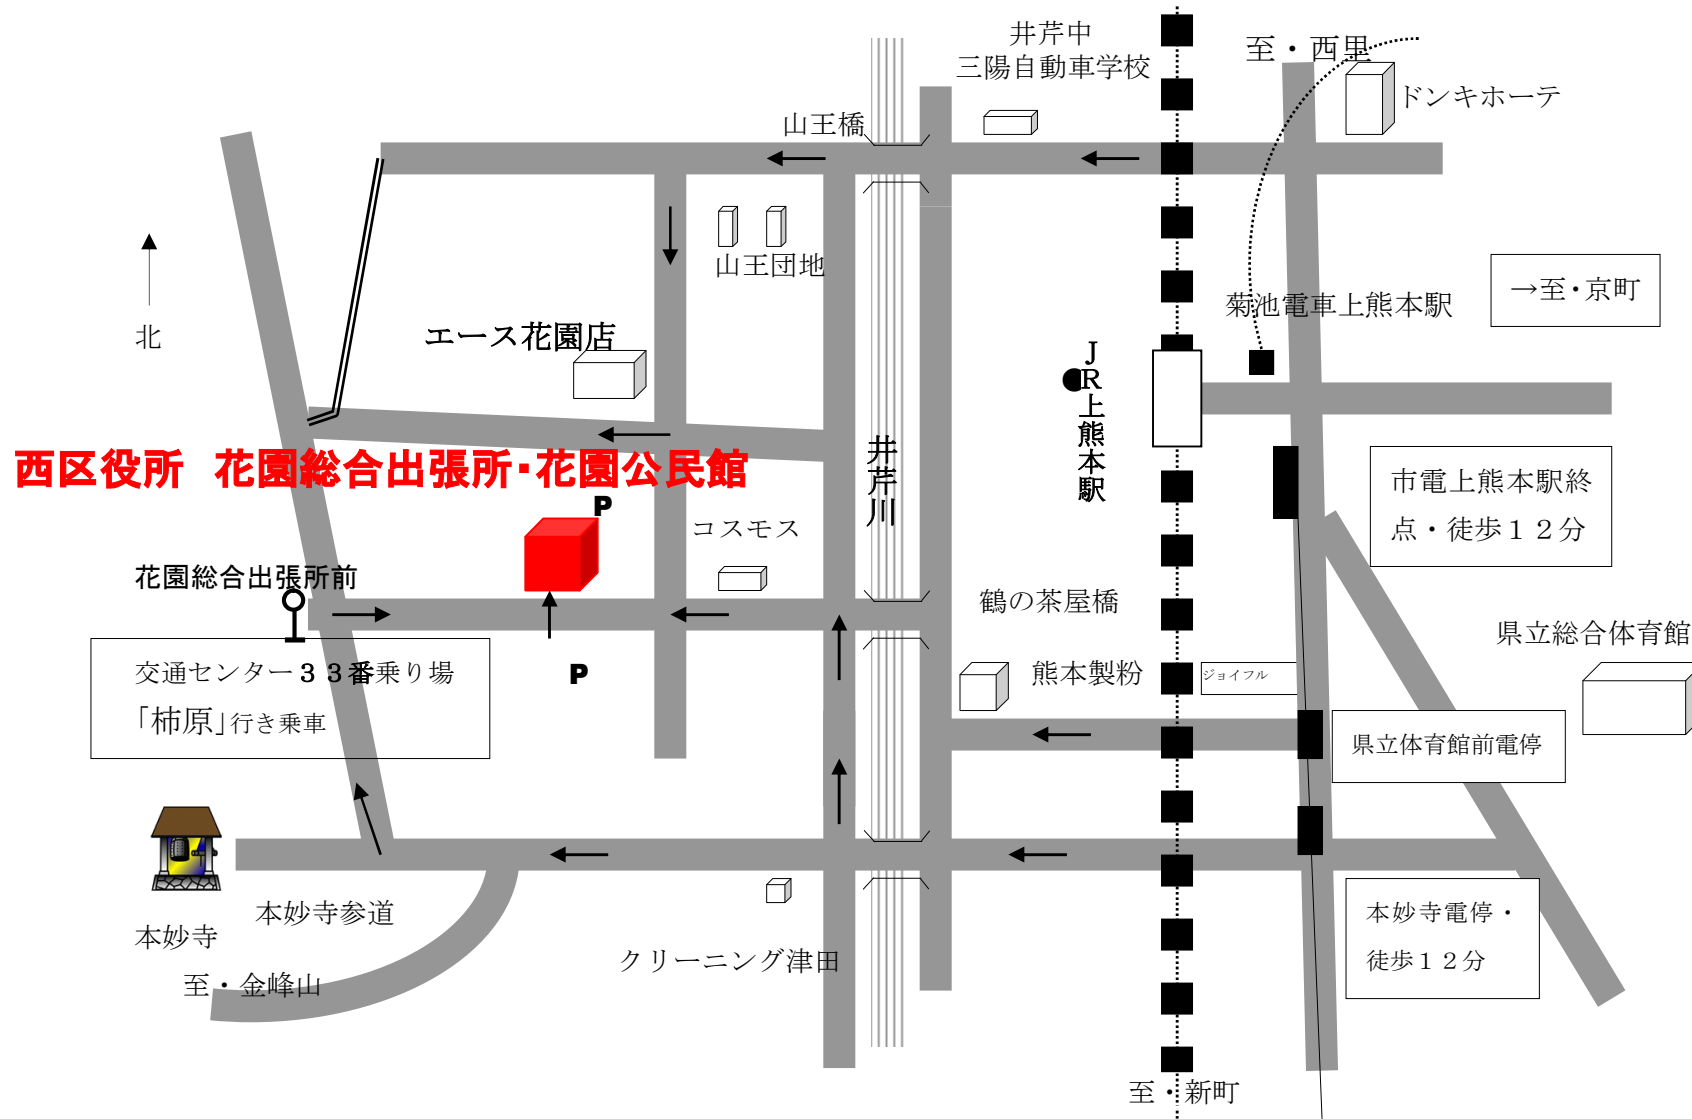 井芹中
三陽自動車学校
至・西里
ドンキホーテ
山王橋
山王団地
北
エース花園店
菊池電車上熊本駅
→至・京町
●JR上熊本駅
井芹川
西区役所　花園総合出張所・花園公民館
P
コスモス
市電上熊本駅終
点・徒歩１２分
花園総合出張所前
鶴の茶屋橋
県立総合体育館
交通センター３３番乗り場
「柿原」行き乗車
P
熊本製粉
ジョイフル
県立体育館前電停
本妙寺参道
本妙寺
至・金峰山
クリーニング津田
本妙寺電停・
徒歩１２分
至・新町